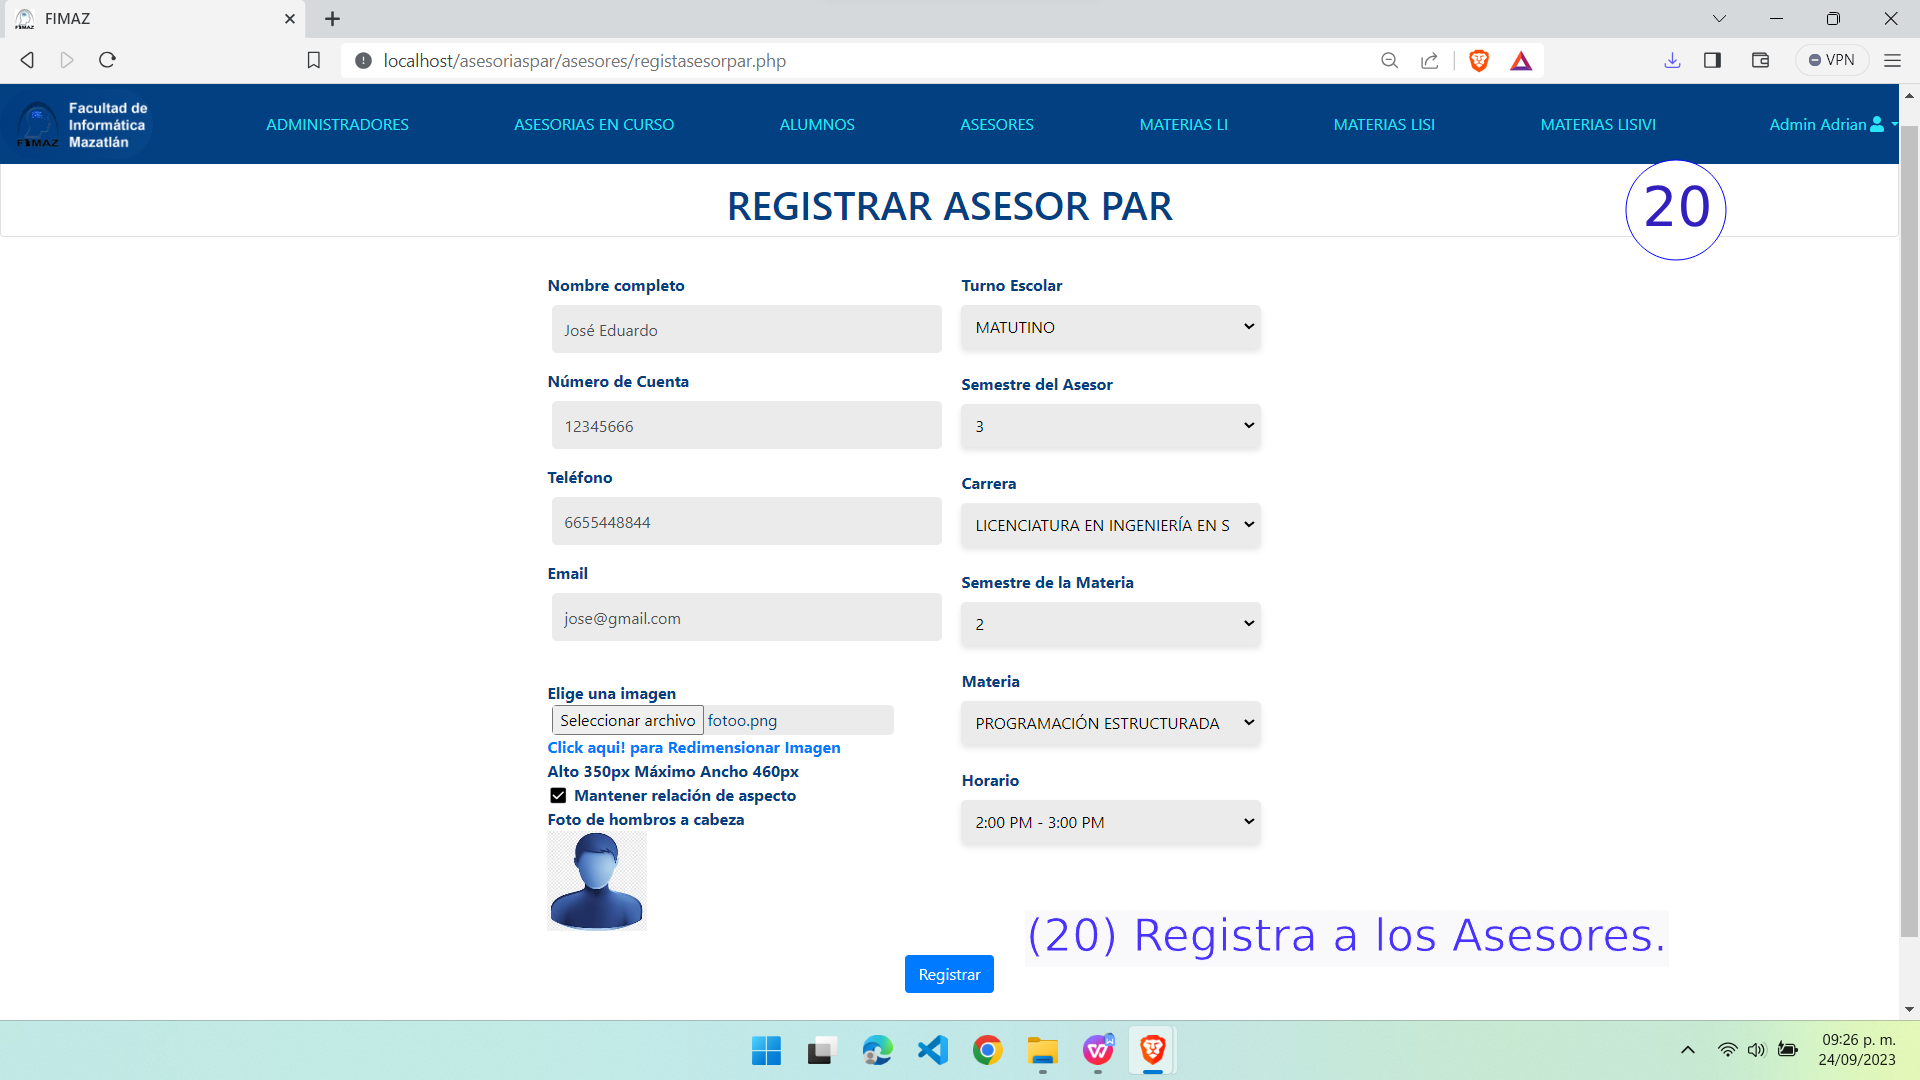 FIMAZ
localhost/asesoriaspar/asesores/registasesorpar.php
VPN
Facultad de
Informática
Mazatlán
FIMAZ
ADMINISTRADORES
ASESORIAS EN CURSO
ALUMNOS
ASESORES
MATERIAS LI
MATERIAS LISI
MATERIAS LISIVI
Admin Adrian
REGISTRAR ASESOR PAR
20
Nombre completo
José Eduardo
Número de Cuenta
12345666
Teléfono
6655448844
Email
jose@gmail.com
Elige una imagen
Seleccionar archivo fotoo.png
Click aqui! para Redimensionar Imagen
Alto 350px Máximo Ancho 460px
Mantener relación de aspecto
Foto de hombros a cabeza
Turno Escolar
MATUTINO
Semestre del Asesor
3
Carrera
LICENCIATURA EN INGENIERÍA EN S
Semestre de la Materia
2
Materia
PROGRAMACIÓN ESTRUCTURADA
Horario
2:00 PM - 3:00 PM
(20) Registra a los Asesores.
Registrar
09:26 p. m.
24/09/2023